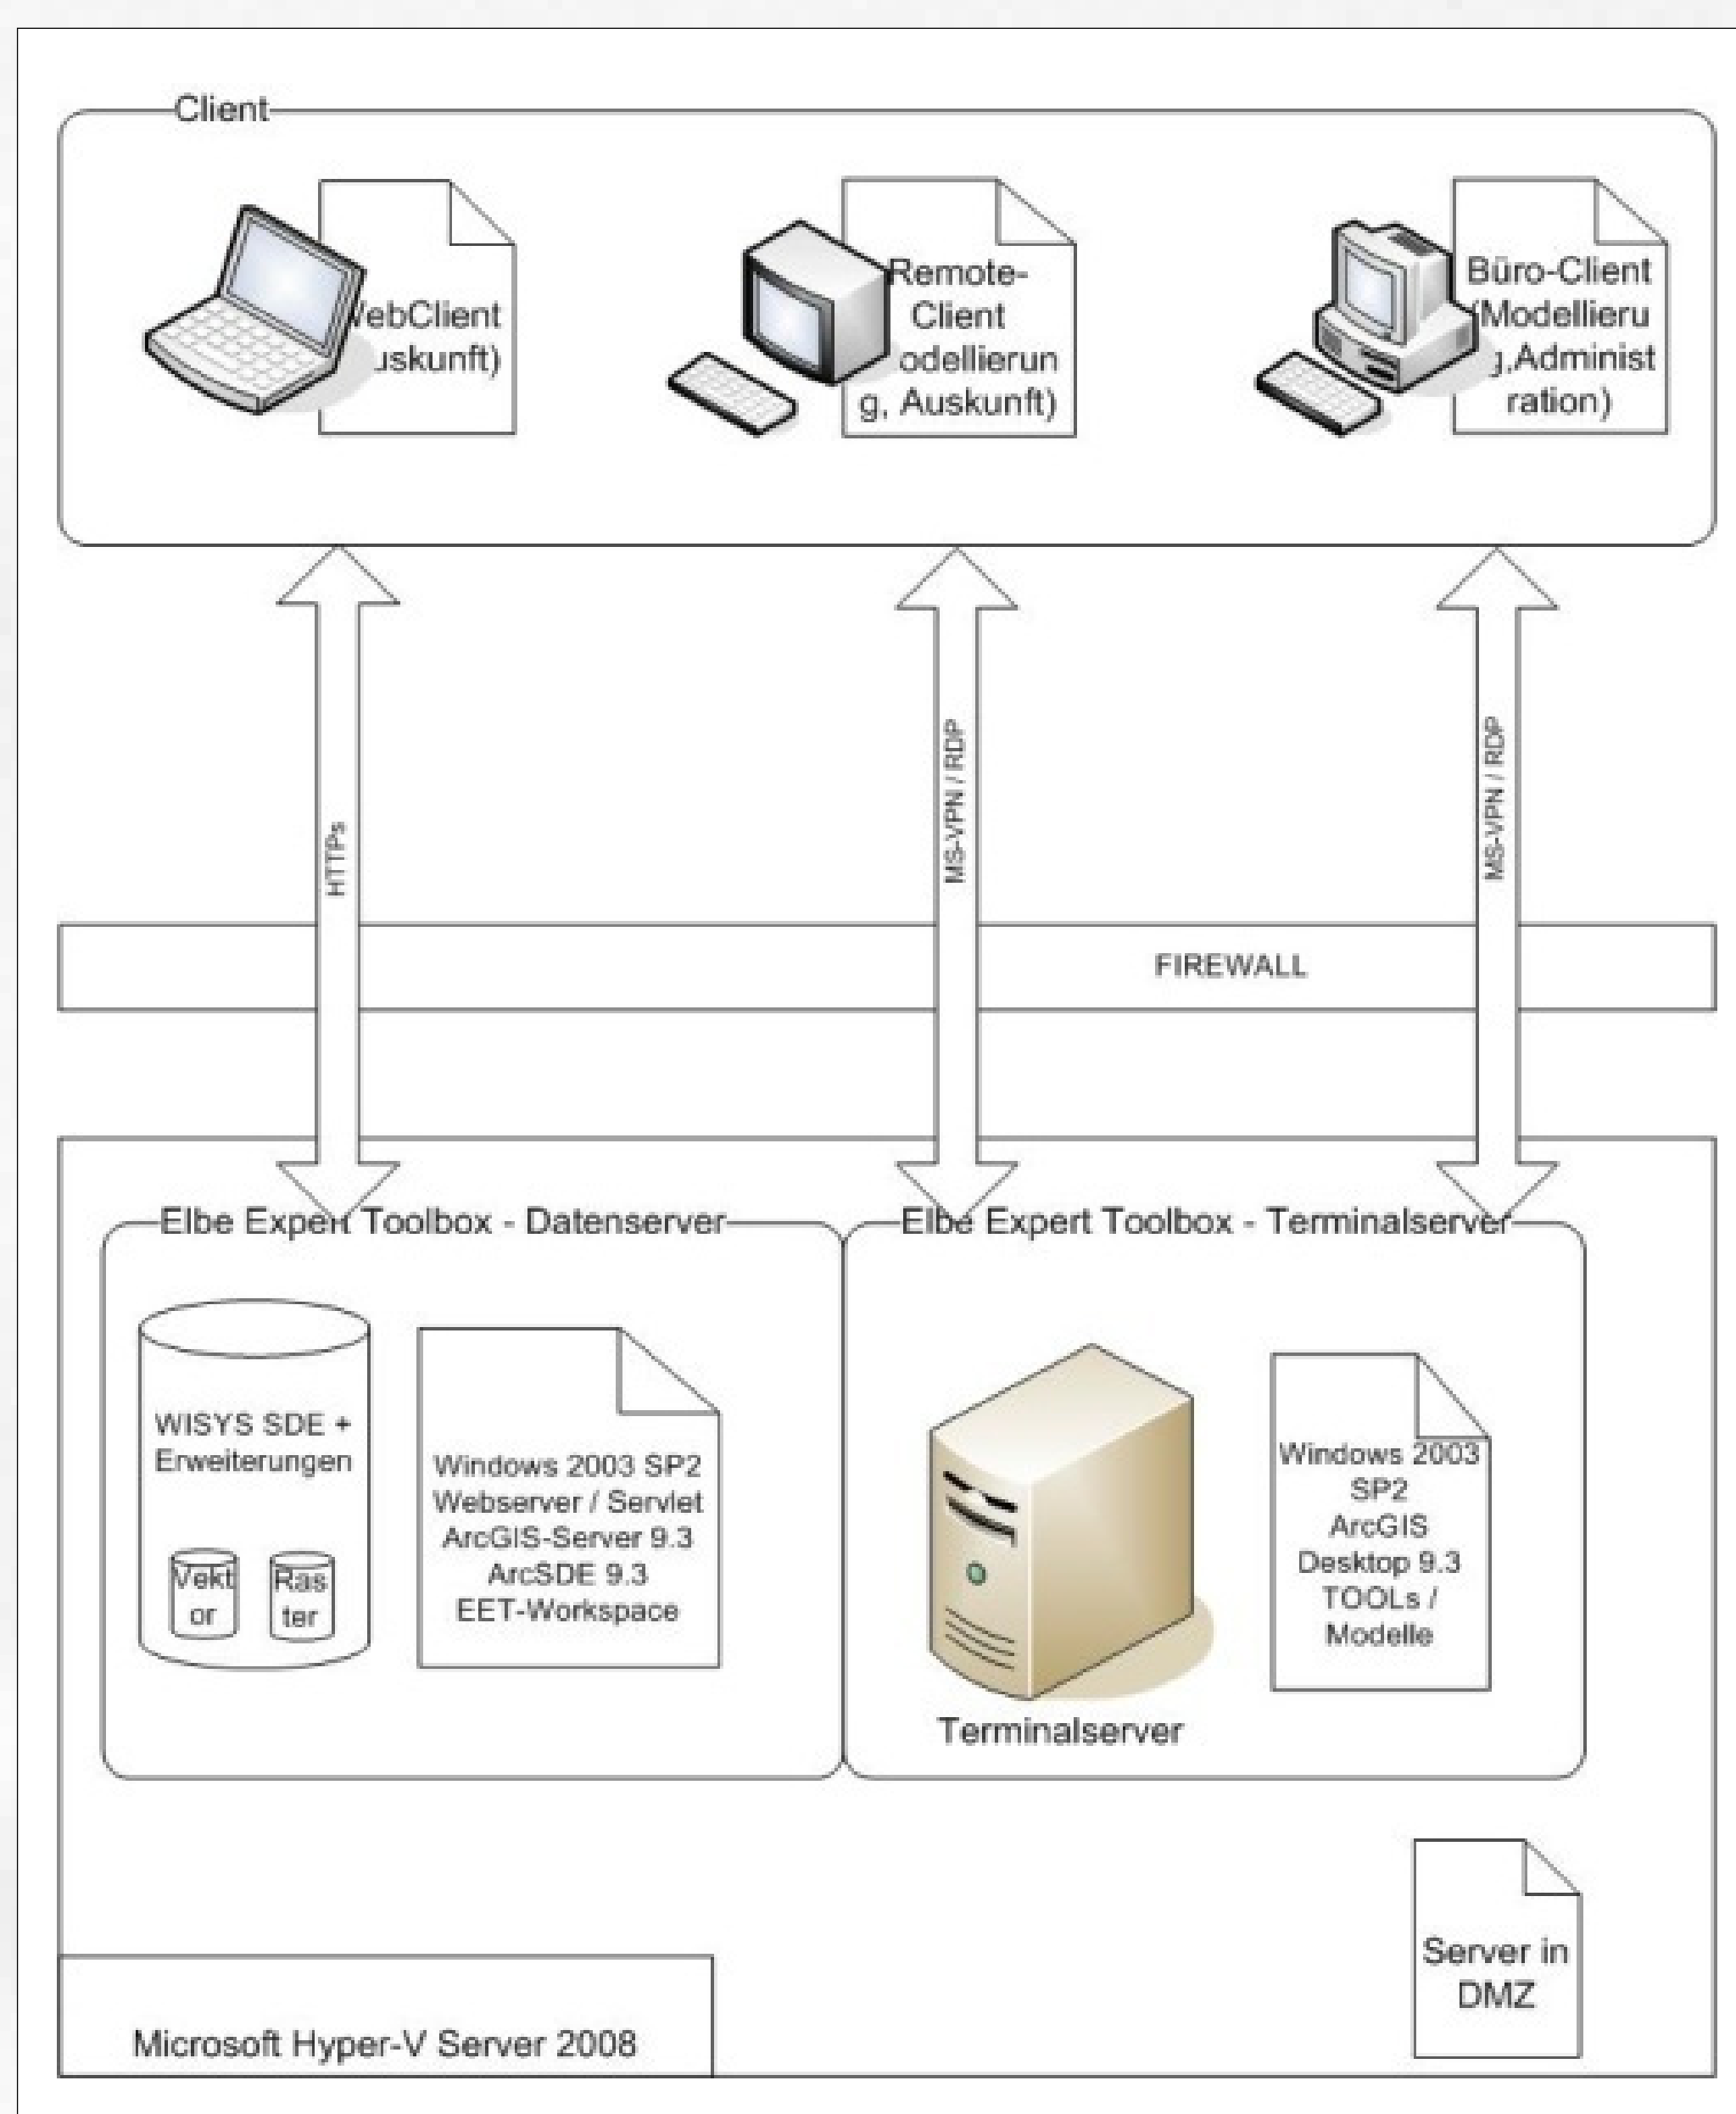 Client
WebClient
uskunft)
Remote-
Client
odellierun
g, Auskunft)
Büro-Client
(Modellieru
g,Administ
ration)
HTTPs
MS-VPN / RDP
MS-VPN / RDP
FIREWALL
Elbe Expert Toolbox - Datenserver
Elbe Expert Toolbox - Terminalserver
WISYS SDE +
Erweiterungen
Vekt
or
Ras
ter
Windows 2003 SP2
Webserver / Servlet
ArcGIS-Server 9.3
ArcSDE 9.3
EET-Workspace
Windows 2003
SP2
ArcGIS
Desktop 9.3
TOOLs /
Modelle
Terminalserver
Server in
DMZ
Microsoft Hyper-V Server 2008